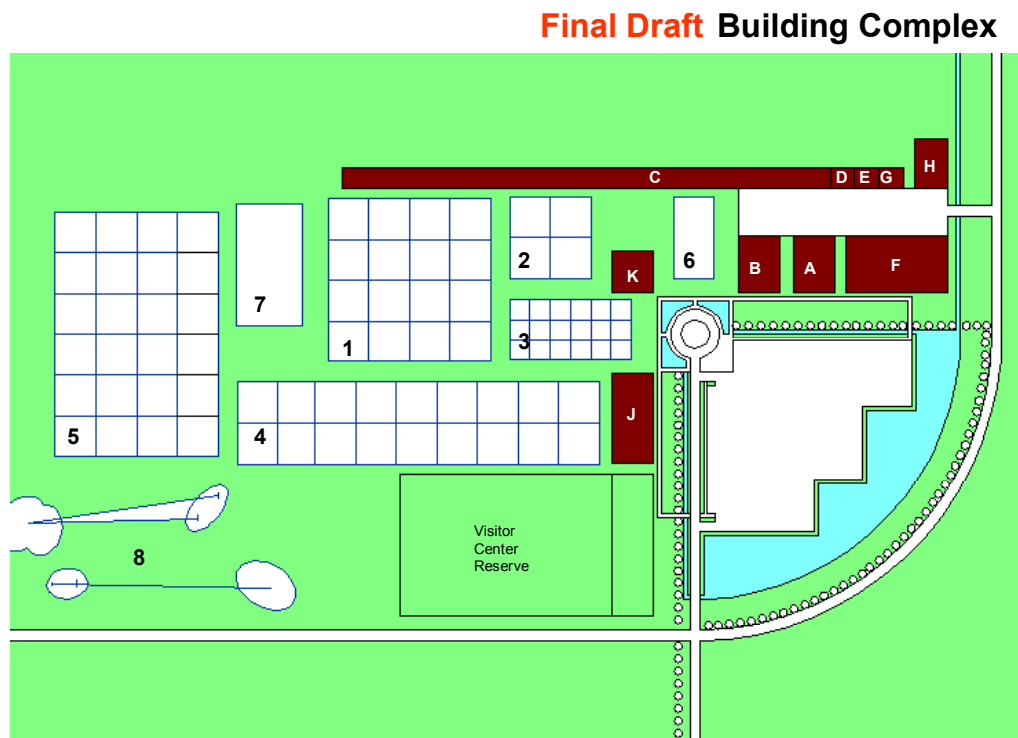 Final Draft Building Complex
H
C D E G
2
6
K
B A F
7
1
3
J
5
4
Visitor
Center
Reserve
8